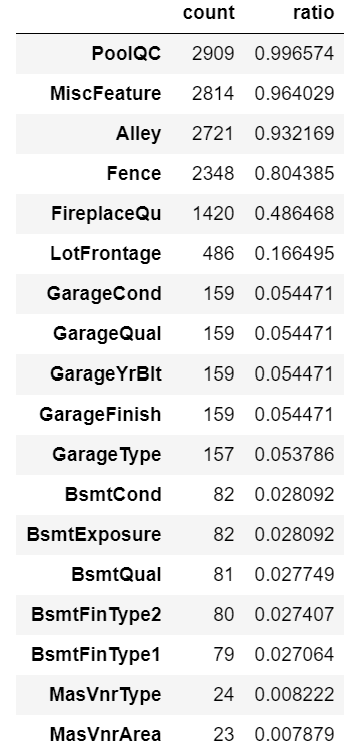 count ratio
PoolQC 2909 0.996574
MiscFeature 2814 0.964029
Alley 2721 0.932169
Fence 2348 0.804385
FireplaceQu 1420 0.486468
LotFrontage 486 0.166495
GarageCond 159 0.054471
GarageQual 159 0.054471
GarageYrBlt 159 0.054471
GarageFinish 159 0.054471
GarageType 157 0.053786
BsmtCond 82 0.028092
BsmtExposure 82 0.028092
BsmtQual 81 0.027749
BsmtFinType2 80 0.027407
BsmtFinType1 79 0.027064
MasVnrType 24 0.008222
MasVnrArea 23 0.007879